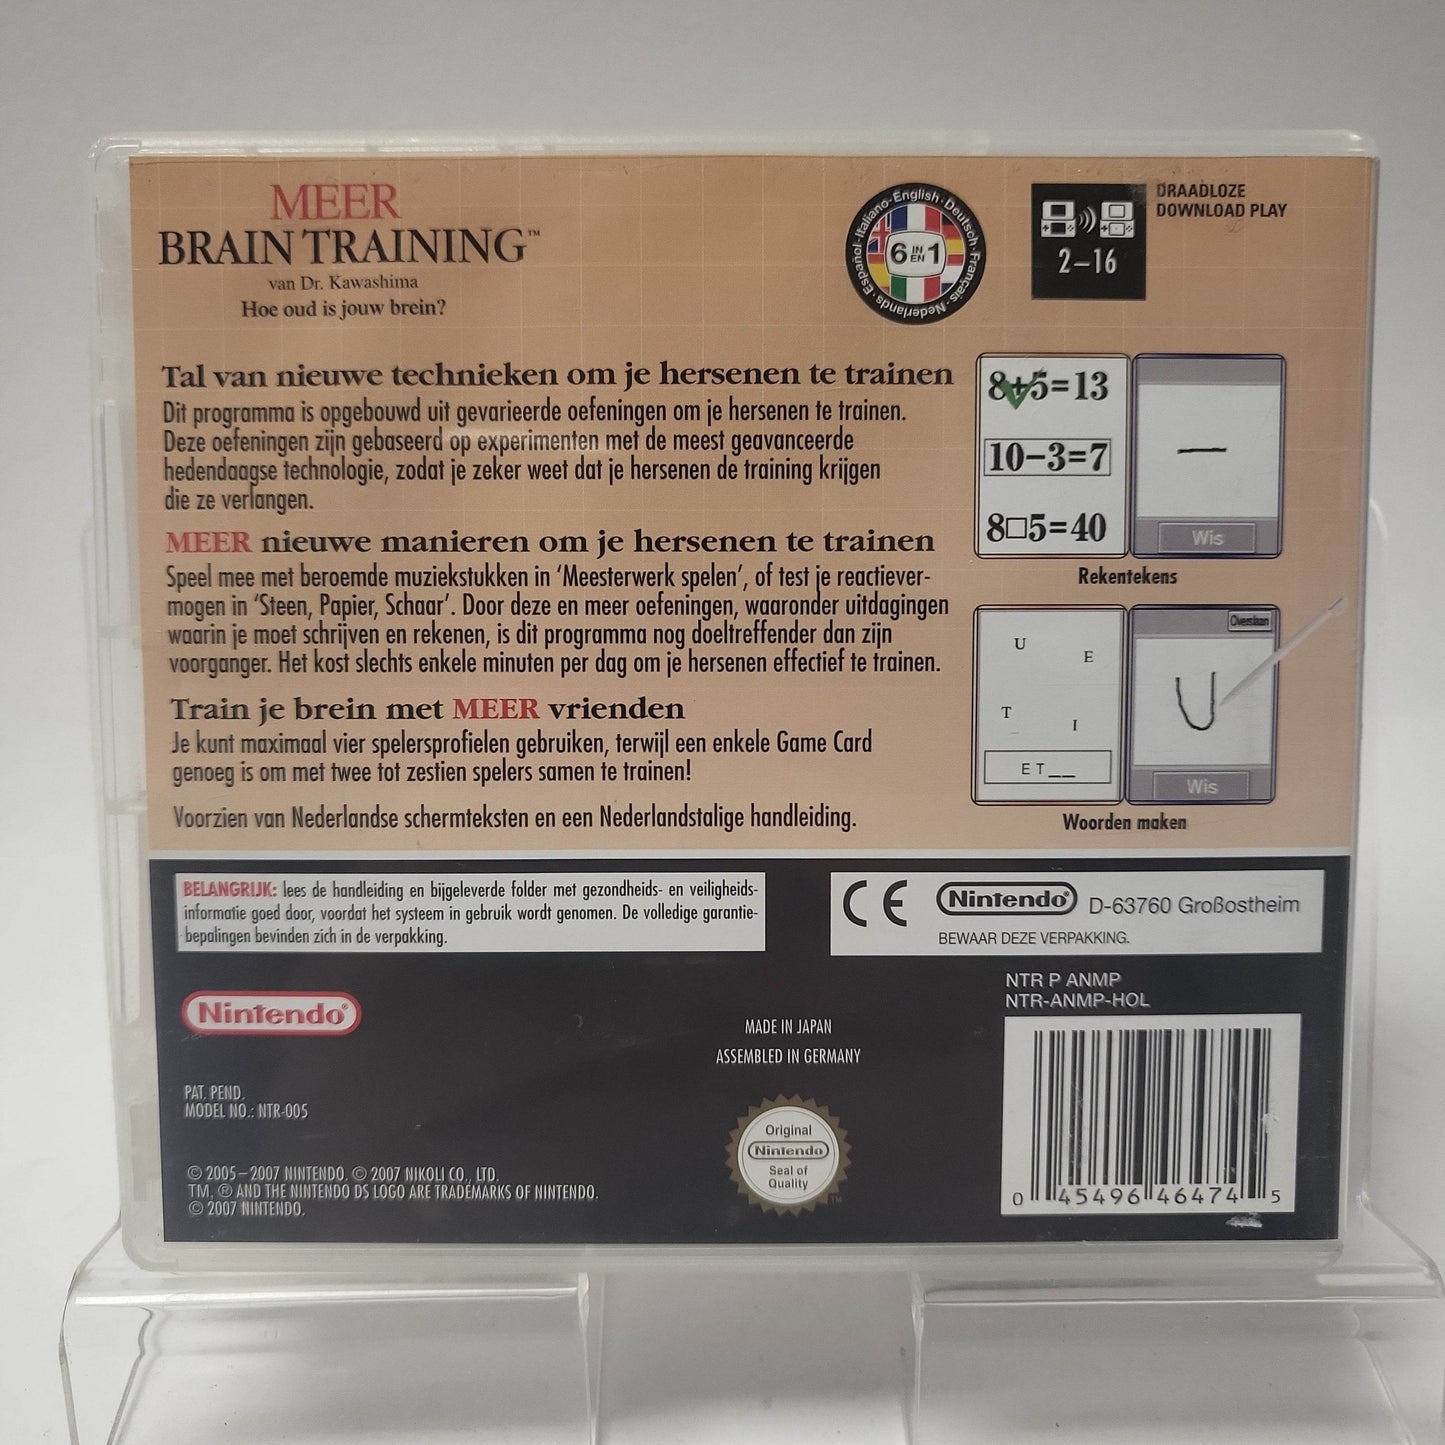 MEER
BRAIN TRAINING™
van Dr. Kawashima
Hoe oud is jouw brein?
English · Deutsch · Français · Nederlands · Español · Italiano ·
6 IN EN 1
2–16
DRAADLOZE
DOWNLOAD PLAY
Tal van nieuwe technieken om je hersenen te trainen
Dit programma is opgebouwd uit gevarieerde oefeningen om je hersenen te trainen.
Deze oefeningen zijn gebaseerd op experimenten met de meest geavanceerde
hedendaagse technologie, zodat je zeker weet dat je hersenen de training krijgen
die ze verlangen.
MEER nieuwe manieren om je hersenen te trainen
Speel mee met beroemde muziekstukken in ‘Meesterwerk spelen’, of test je reactiever-
mogen in ‘Steen, Papier, Schaar’. Door deze en meer oefeningen, waaronder uitdagingen
waarin je moet schrijven en rekenen, is dit programma nog doeltreffender dan zijn
voorganger. Het kost slechts enkele minuten per dag om je hersenen effectief te trainen.
Train je brein met MEER vrienden
Je kunt maximaal vier spelersprofielen gebruiken, terwijl een enkele Game Card
genoeg is om met twee tot zestien spelers samen te trainen!
Voorzien van Nederlandse schermteksten en een Nederlandstalige handleiding.
8+5=13
10−3=7
8□5=40
Wis
Rekentekens
U
E
T
I
E T _ _
Overslaan
U
Wis
Woorden maken
BELANGRIJK: lees de handleiding en bijgeleverde folder met gezondheids- en veiligheids-
informatie goed door, voordat het systeem in gebruik wordt genomen. De volledige garantie-
bepalingen bevinden zich in de verpakking.
CE
Nintendo®
D-63760 Großostheim
BEWAAR DEZE VERPAKKING.
Nintendo®
PAT. PEND.
MODEL NO.: NTR-005
© 2005–2007 NINTENDO. © 2007 NIKOLI CO., LTD.
TM, ® AND THE NINTENDO DS LOGO ARE TRADEMARKS OF NINTENDO.
© 2007 NINTENDO.
MADE IN JAPAN
ASSEMBLED IN GERMANY
Original
Nintendo
Seal of
Quality
TM
NTR P ANMP
NTR-ANMP-HOL
0 45496 46474 5